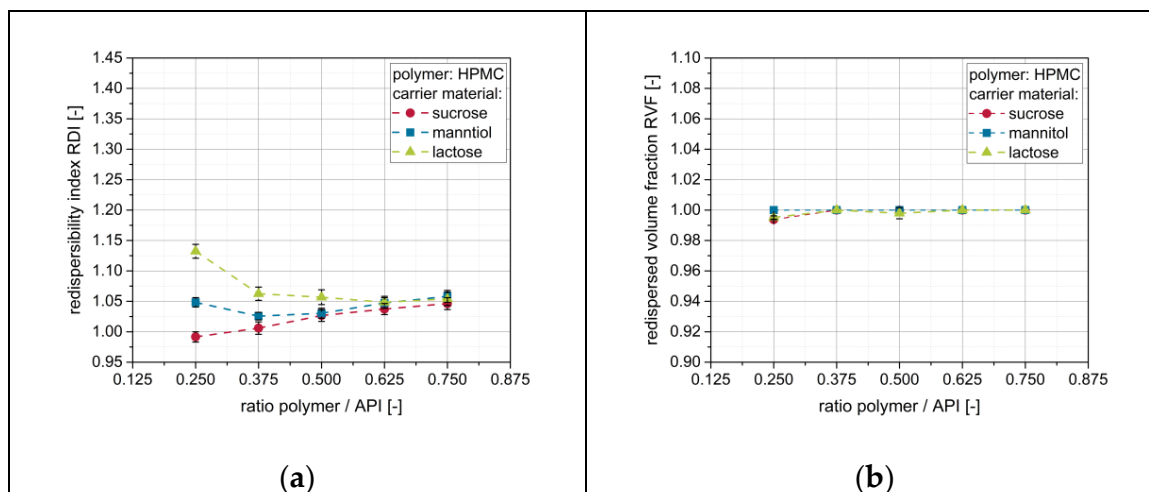 1.45
1.40
1.35
1.30
1.25
1.20
1.15
1.10
1.05
1.00
0.95
redispersibility index RDI [-]
polymer: HPMC
carrier material:
sucrose
manntiol
lactose
0.125 0.250 0.375 0.500 0.625 0.750 0.875
ratio polymer / API [-]
(a)
1.10
1.08
1.06
1.04
1.02
1.00
0.98
0.96
0.94
0.92
0.90
redispersed volume fraction RVF [-]
polymer: HPMC
carrier material:
sucrose
mannitol
lactose
0.125 0.250 0.375 0.500 0.625 0.750 0.875
ratio polymer / API [-]
(b)